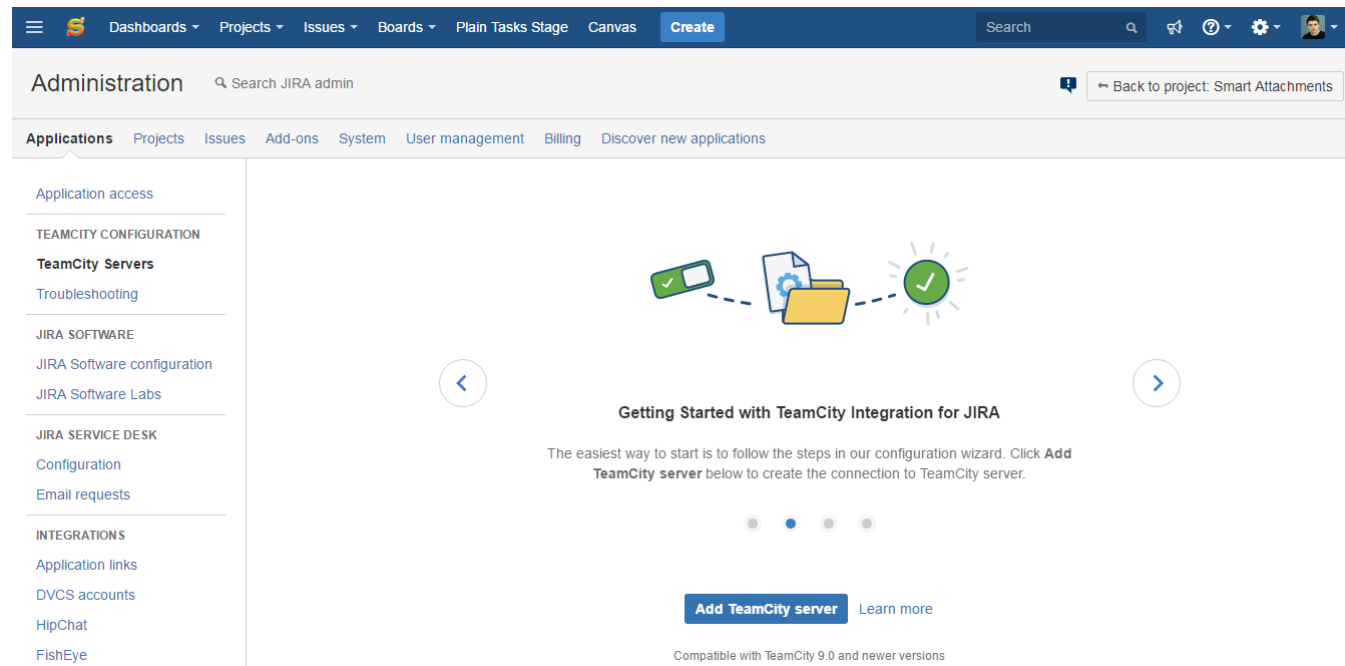 Dashboards Projects Issues Boards Plain Tasks Stage Canvas Create Search
Administration Search JIRA admin Back to project: Smart Attachments
Applications Projects Issues Add-ons System User management Billing Discover new applications
Application access
TEAMCITY CONFIGURATION
TeamCity Servers
Troubleshooting
JIRA SOFTWARE
JIRA Software configuration
JIRA Software Labs
JIRA SERVICE DESK
Configuration
Email requests
INTEGRATIONS
Application links
DVCS accounts
HipChat
FishEye
Getting Started with TeamCity Integration for JIRA
The easiest way to start is to follow the steps in our configuration wizard. Click Add
TeamCity server below to create the connection to TeamCity server.
Add TeamCity server Learn more
Compatible with TeamCity 9.0 and newer versions